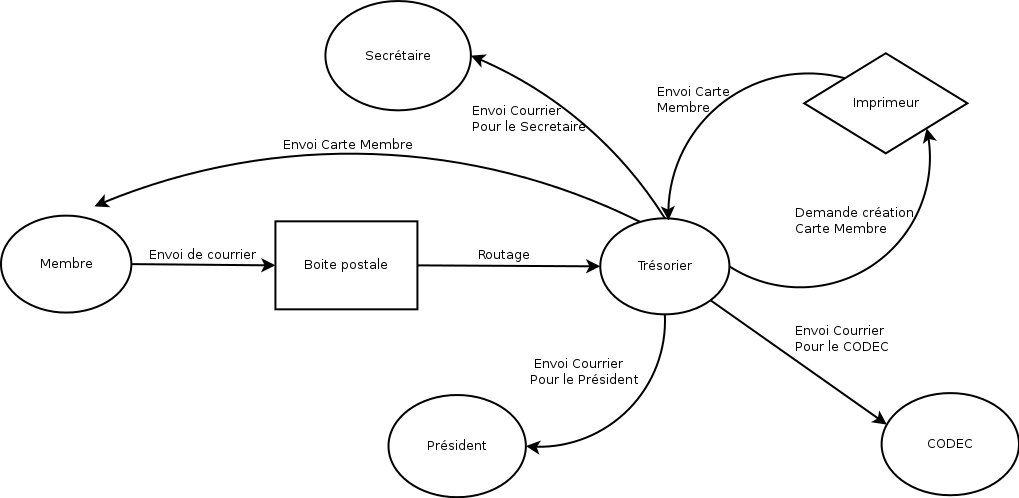 Secrétaire
Envoi Carte
Membre
Imprimeur
Envoi Courrier
Pour le Secretaire
Envoi Carte Membre
Demande création
Carte Membre
Membre
Envoi de courrier
Boite postale
Routage
Trésorier
Envoi Courrier
Pour le CODEC
Envoi Courrier
Pour le Président
Président
CODEC